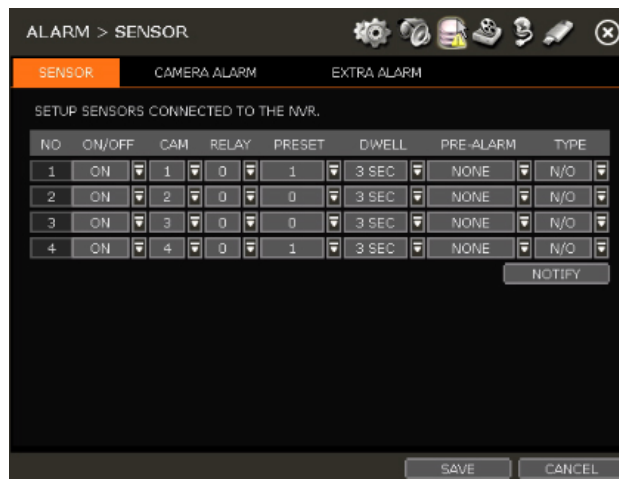 ALARM > SENSOR
SENSOR CAMERA ALARM EXTRA ALARM
SETUP SENSORS CONNECTED TO THE NVR.
NO ON/OFF CAM RELAY PRESET DWELL PRE-ALARM TYPE
1 ON 1 0 1 3 SEC NONE N/O
2 ON 2 0 0 3 SEC NONE N/O
3 ON 3 0 0 3 SEC NONE N/O
4 ON 4 0 1 3 SEC NONE N/O
NOTIFY
SAVE CANCEL